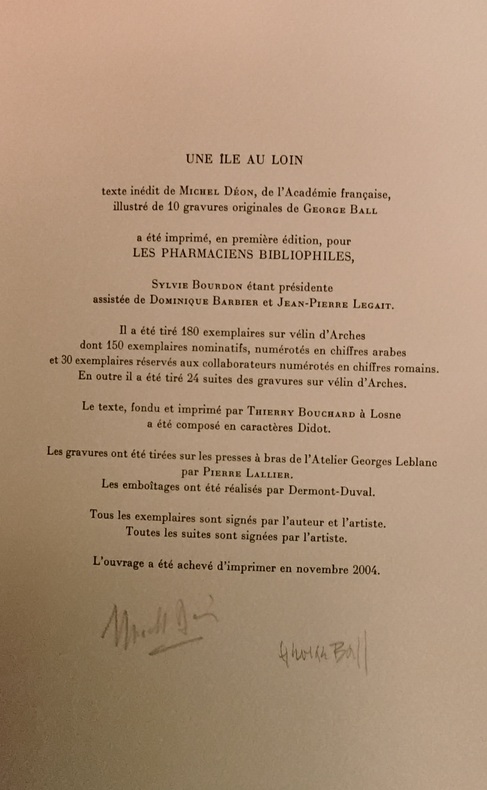 UNE ÎLE AU LOIN
texte inédit de Michel Déon, de l'Académie française,
illustré de 10 gravures originales de George Ball
a été imprimé, en première édition, pour
LES PHARMACIENS BIBLIOPHILES,
Sylvie Bourdon étant présidente
assistée de Dominique Barbier et Jean-Pierre Legait.
Il a été tiré 180 exemplaires sur vélin d'Arches
dont 150 exemplaires nominatifs, numérotés en chiffres arabes
et 30 exemplaires réservés aux collaborateurs numérotés en chiffres romains.
En outre il a été tiré 24 suites des gravures sur vélin d'Arches.
Le texte, fondu et imprimé par Thierry Bouchard à Losne
a été composé en caractères Didot.
Les gravures ont été tirées sur les presses à bras de l'Atelier Georges Leblanc
par Pierre Lallier.
Les emboîtages ont été réalisés par Dermont-Duval.
Tous les exemplaires sont signés par l'auteur et l'artiste.
Toutes les suites sont signées par l'artiste.
L'ouvrage a été achevé d'imprimer en novembre 2004.
Ball